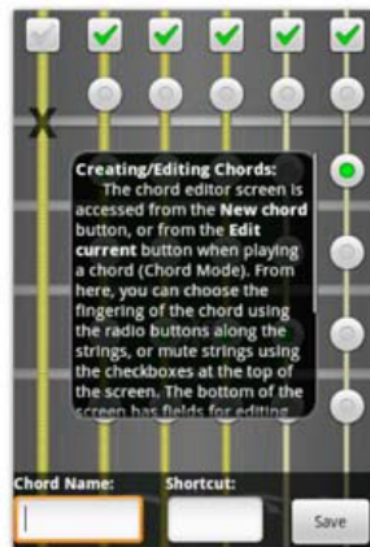 X
Creating/Editing Chords:
The chord editor screen is
accessed from the New chord
button, or from the Edit
current button when playing
a chord (Chord Mode). From
here, you can choose the
fingering of the chord using
the radio buttons along the
strings, or mute strings using
the checkboxes at the top of
the screen. The bottom of the
screen has fields for editing
Chord Name: Shortcut:
Save